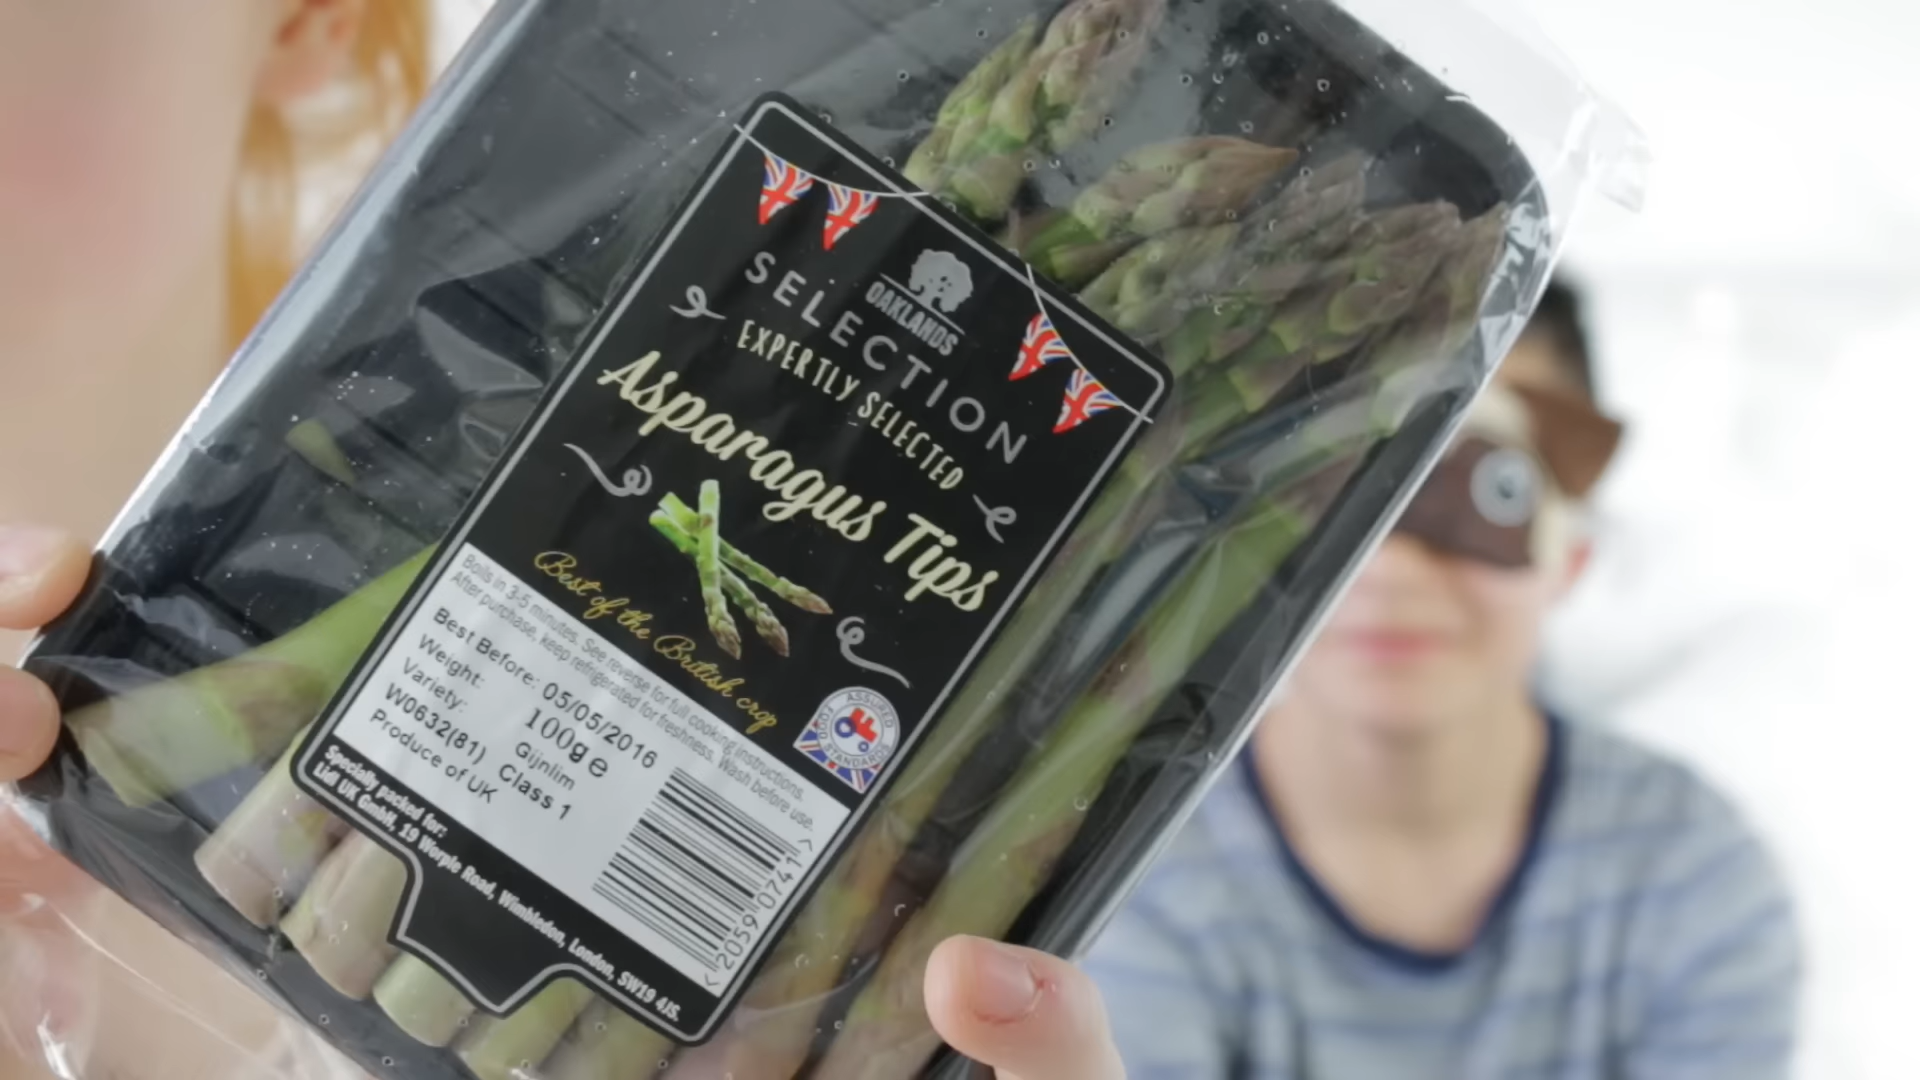 OAKLANDS
SELECTION
EXPERTLY SELECTED
Asparagus Tips
Best of the British crop
ASSURED
FOOD STANDARDS
Boils in 3-5 minutes. See reverse for full cooking instructions.
After purchase, keep refrigerated for freshness. Wash before use.
Best Before: 05/05/2016
Weight: 100g e
Variety: Gijnlim
W0632(81) Class 1
Produce of UK
<2059 0741>
Specially packed for:
Lidl UK GmbH, 19 Worple Road, Wimbledon, London, SW19 4JS.